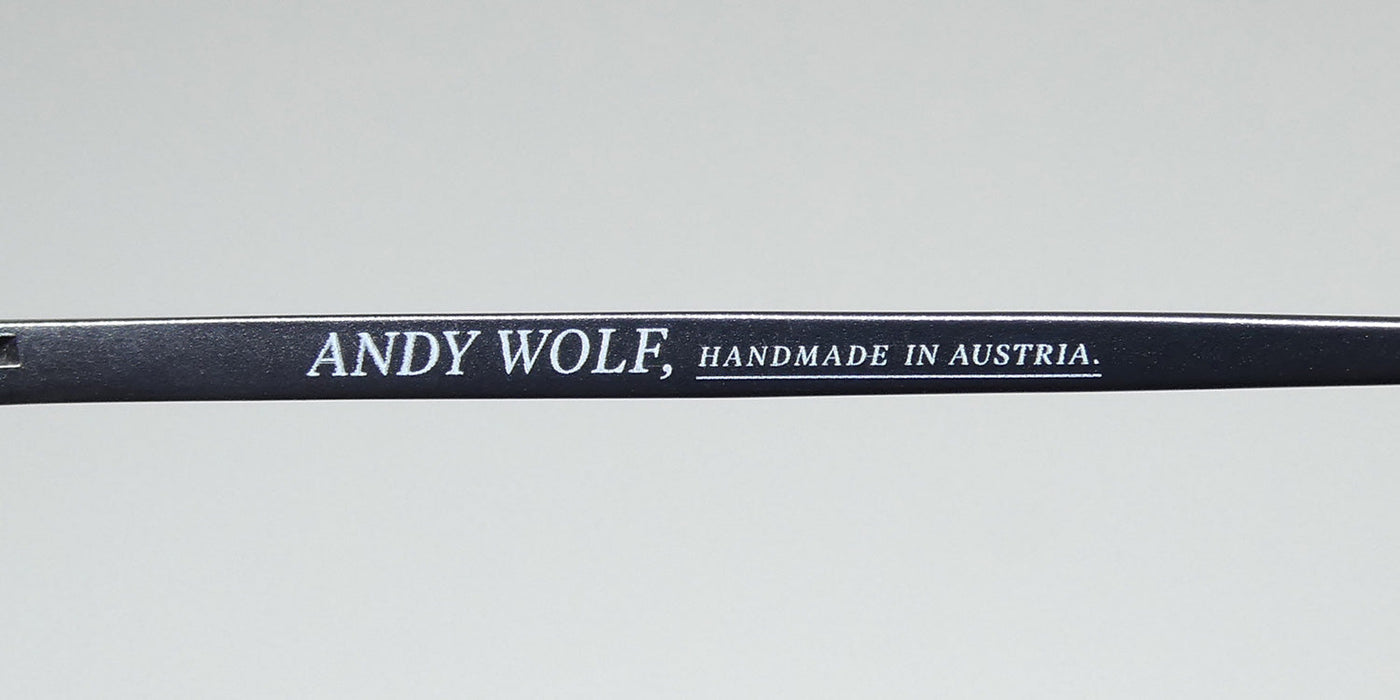 ANDY WOLF, HANDMADE IN AUSTRIA.